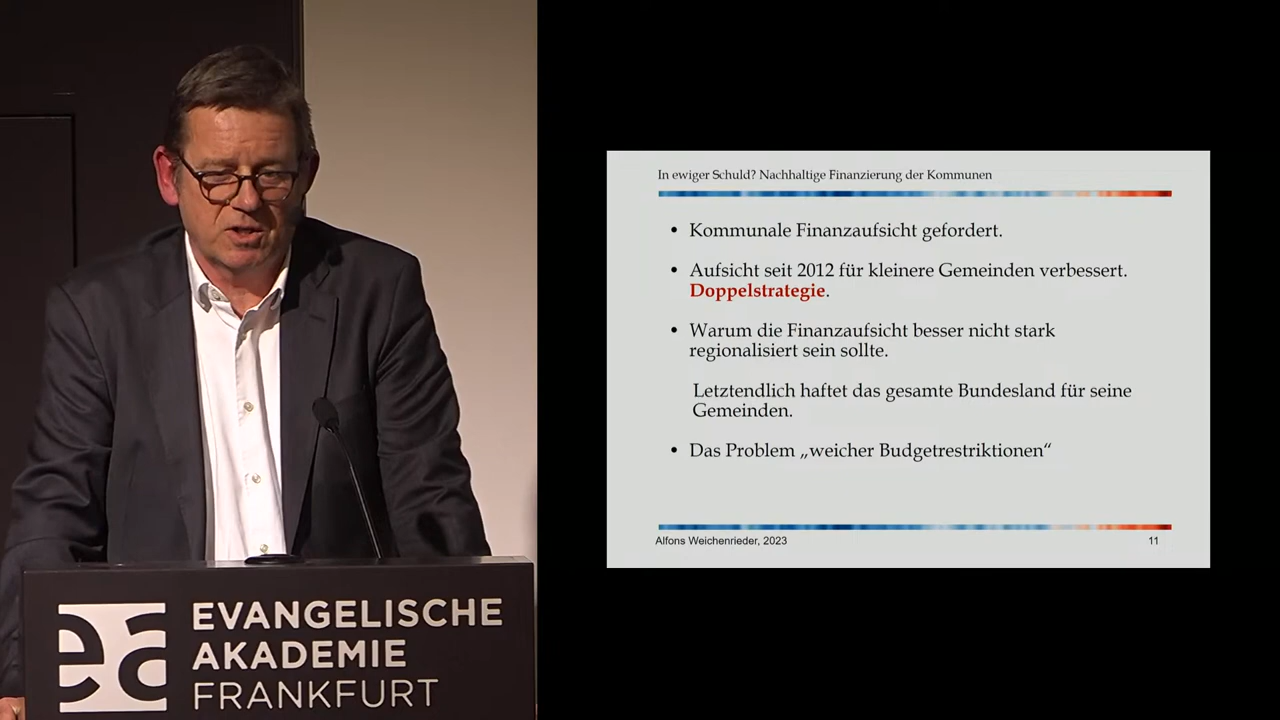 EVANGELISCHE
AKADEMIE
FRANKFURT
ea
In ewiger Schuld? Nachhaltige Finanzierung der Kommunen
• Kommunale Finanzaufsicht gefordert.
• Aufsicht seit 2012 für kleinere Gemeinden verbessert.
Doppelstrategie.
• Warum die Finanzaufsicht besser nicht stark
regionalisiert sein sollte.
Letztendlich haftet das gesamte Bundesland für seine
Gemeinden.
• Das Problem „weicher Budgetrestriktionen“
Alfons Weichenrieder, 2023
11